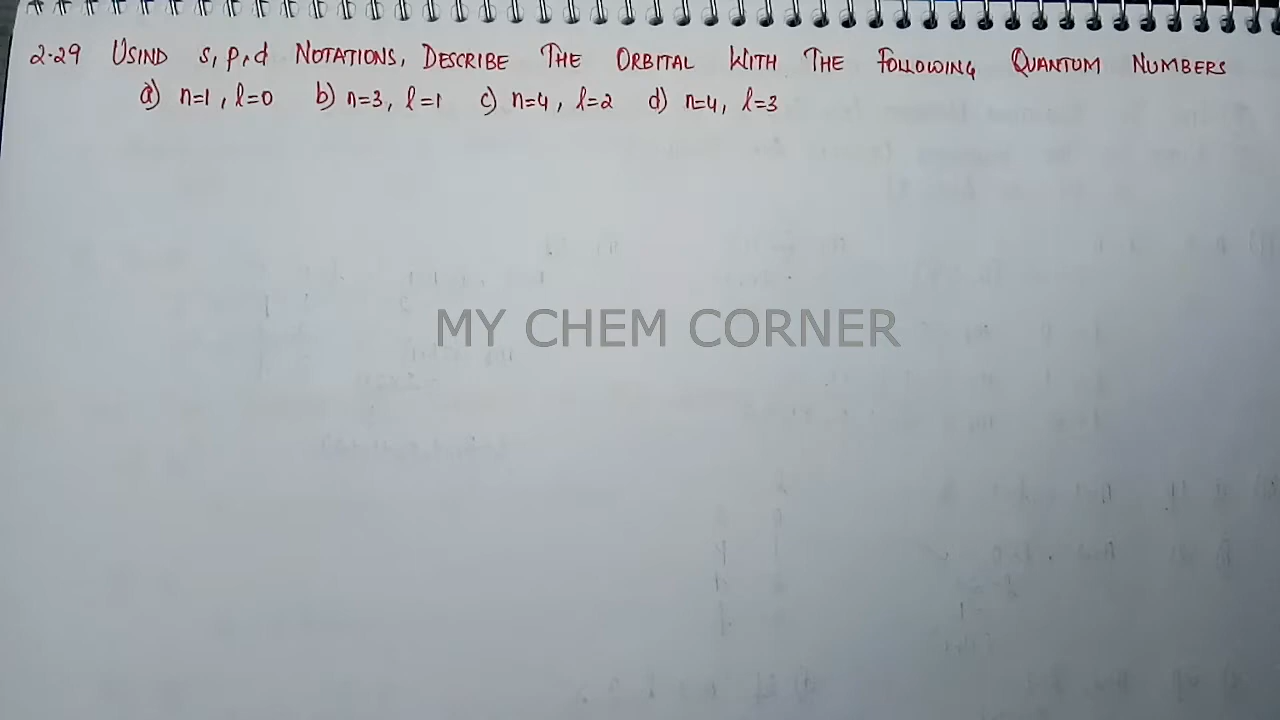 2.29 USIND s, p, d NOTATIONS, DESCRIBE THE ORBITAL WITH THE FOLLOWING QUANTUM NUMBERS
a) n=1, l=0 b) n=3, l=1 c) n=4, l=2 d) n=4, l=3
MY CHEM CORNER